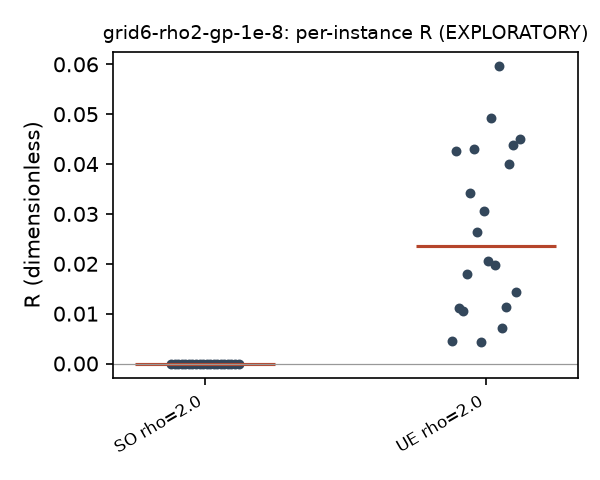 grid6-rho2-gp-1e-8: per-instance R (EXPLORATORY)
R (dimensionless)
0.06
0.05
0.04
0.03
0.02
0.01
0.00
SO rho=2.0
UE rho=2.0